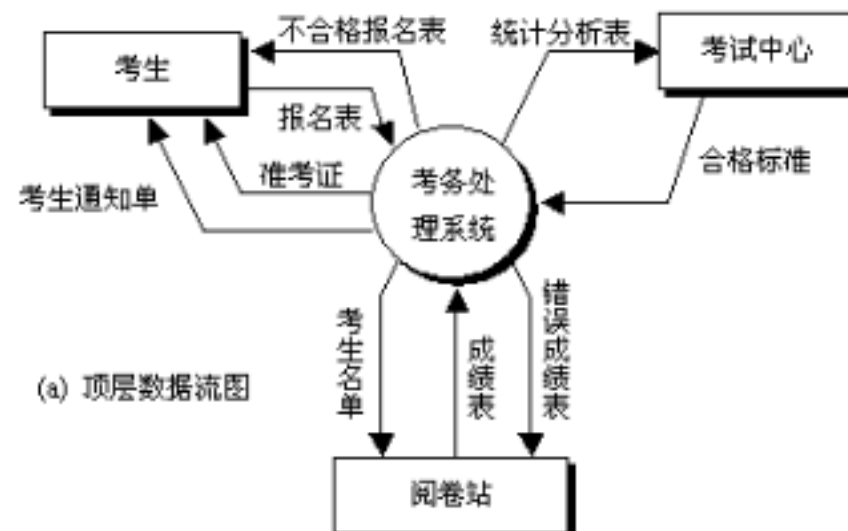 不合格报名表
统计分析表
考生
考试中心
报名表
合格标准
准考证
考务处
理系统
考生通知单
考生名单
成绩表
错误成绩表
(a) 顶层数据流图
阅卷站